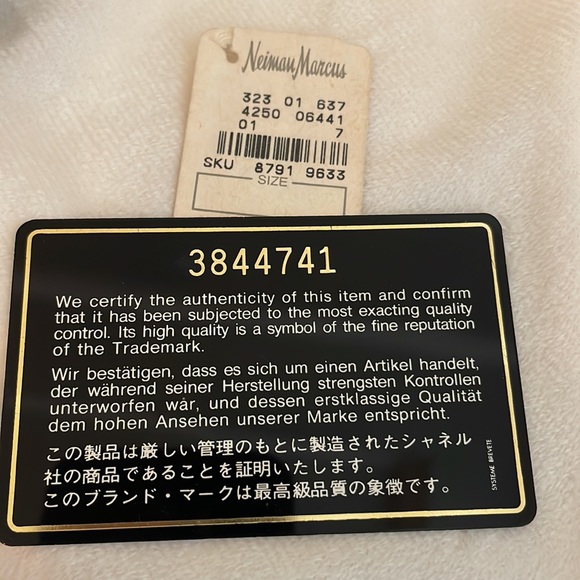 Neiman Marcus
323 01 637
4250 06441
01 7
SKU 8791 9633
SIZE
3844741
We certify the authenticity of this item and confirm
that it has been subjected to the most exacting quality
control. Its high quality is a symbol of the fine reputation
of the Trademark.
Wir bestätigen, dass es sich um einen Artikel handelt,
der während seiner Herstellung strengsten Kontrollen
unterworfen war, und dessen erstklassige Qualität
dem hohen Ansehen unserer Marke entspricht.
この製品は厳しい管理のもとに製造されたシャネル
社の商品であることを証明いたします。
このブランド・マークは最高級品質の象徴です。
SYSTEME BREVETE